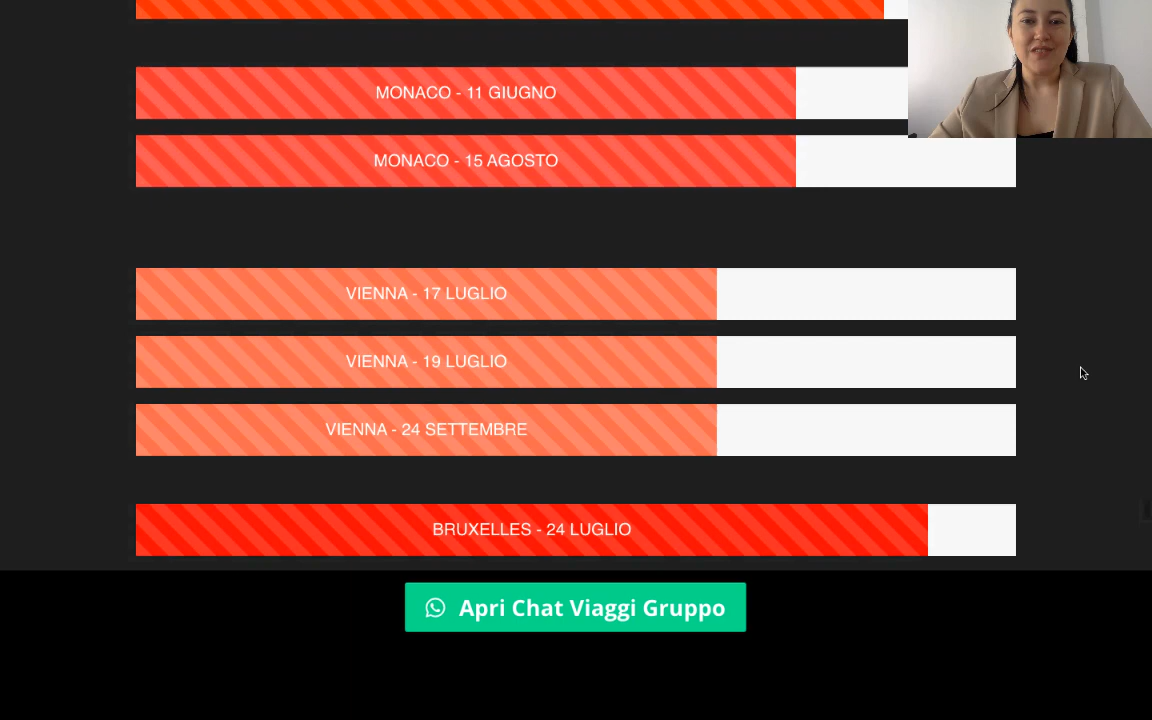 MONACO - 11 GIUGNO
MONACO - 15 AGOSTO
VIENNA - 17 LUGLIO
VIENNA - 19 LUGLIO
VIENNA - 24 SETTEMBRE
BRUXELLES - 24 LUGLIO
Apri Chat Viaggi Gruppo